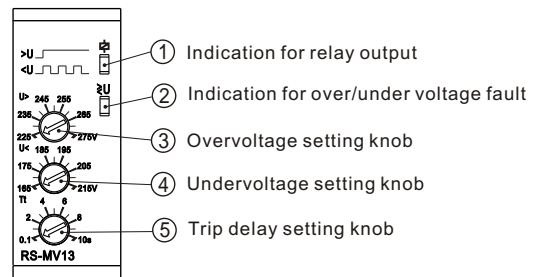 >U
<U
≷U
① Indication for relay output
② Indication for over/under voltage fault
③ Overvoltage setting knob
④ Undervoltage setting knob
⑤ Trip delay setting knob
U> 245 255
235 265
225 275V
U< 185 195
175 205
165 215V
Tt 4 6
2 8
0.1 10s
RS-MV13